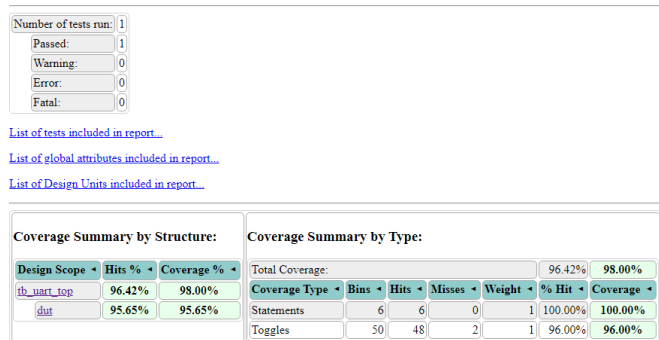 Number of tests run: 1
Passed: 1
Warning: 0
Error: 0
Fatal: 0
List of tests included in report...
List of global attributes included in report...
List of Design Units included in report...
Coverage Summary by Structure:
Design Scope ◄ Hits % ◄ Coverage % ◄
tb_uart_top 96.42% 98.00%
dut 95.65% 95.65%
Coverage Summary by Type:
Total Coverage: 96.42% 98.00%
Coverage Type ◄ Bins ◄ Hits ◄ Misses ◄ Weight ◄ % Hit ◄ Coverage ◄
Statements 6 6 0 1 100.00% 100.00%
Toggles 50 48 2 1 96.00% 96.00%